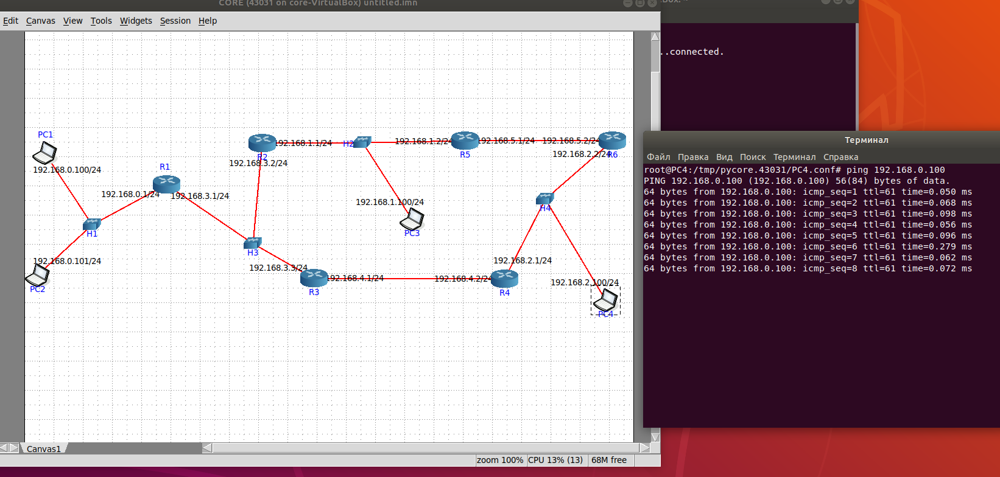 CORE (43031 on core-VirtualBox) untitled.imn
Edit Canvas View Tools Widgets Session Help
..connected.
PC1
192.168.0.100/24
R1
192.168.0.1/24
192.168.3.1/24
H1
192.168.0.101/24
PC2
192.168.1.1/24
R2
192.168.3.2/24
H2
192.168.1.2/24
R5
192.168.5.1/24
192.168.5.2/24
R6
192.168.2.2/24
192.168.1.100/24
PC3
H4
H3
192.168.3.3/24
R3
192.168.4.1/24
192.168.4.2/24
R4
192.168.2.1/24
192.168.2.100/24
PC4
Canvas1
zoom 100% CPU 13% (13) 68M free
Терминал
Файл Правка Вид Поиск Терминал Справка
root@PC4:/tmp/pycore.43031/PC4.conf# ping 192.168.0.100
PING 192.168.0.100 (192.168.0.100) 56(84) bytes of data.
64 bytes from 192.168.0.100: icmp_seq=1 ttl=61 time=0.050 ms
64 bytes from 192.168.0.100: icmp_seq=2 ttl=61 time=0.068 ms
64 bytes from 192.168.0.100: icmp_seq=3 ttl=61 time=0.098 ms
64 bytes from 192.168.0.100: icmp_seq=4 ttl=61 time=0.056 ms
64 bytes from 192.168.0.100: icmp_seq=5 ttl=61 time=0.096 ms
64 bytes from 192.168.0.100: icmp_seq=6 ttl=61 time=0.279 ms
64 bytes from 192.168.0.100: icmp_seq=7 ttl=61 time=0.062 ms
64 bytes from 192.168.0.100: icmp_seq=8 ttl=61 time=0.072 ms